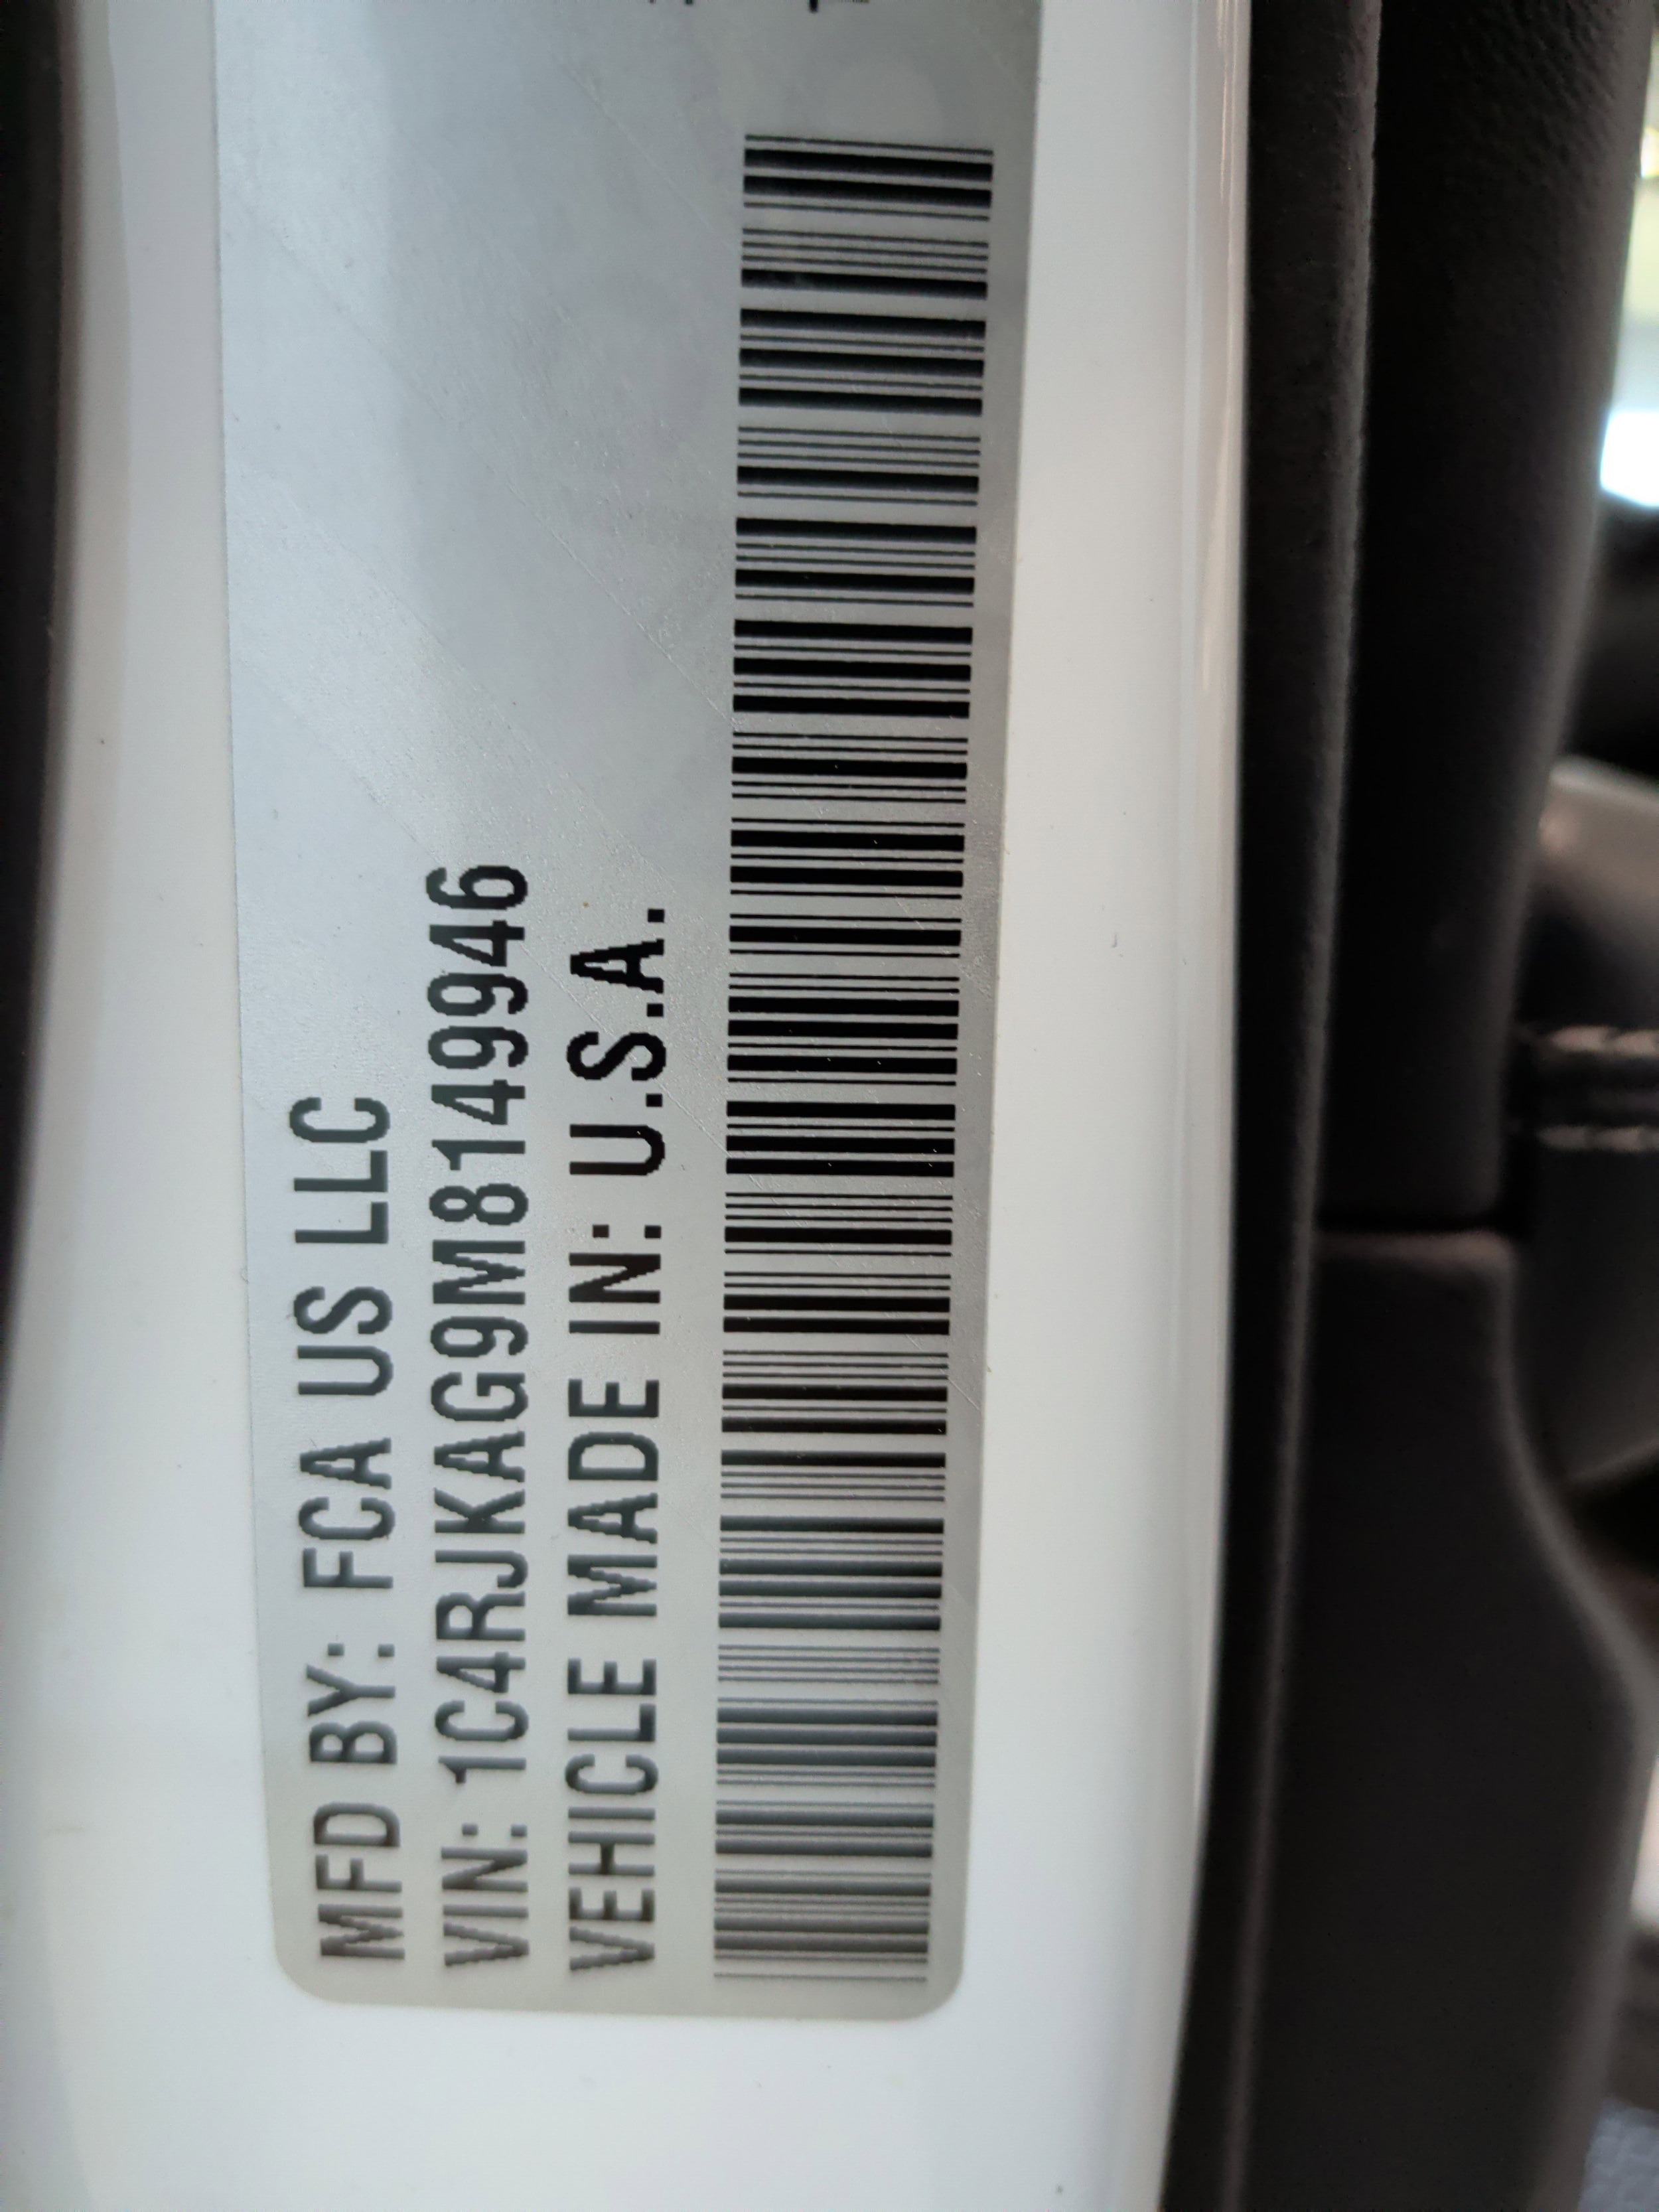 MFD BY: FCA US LLC
VIN: 1C4RJKAG9M8149946
VEHICLE MADE IN: U.S.A.